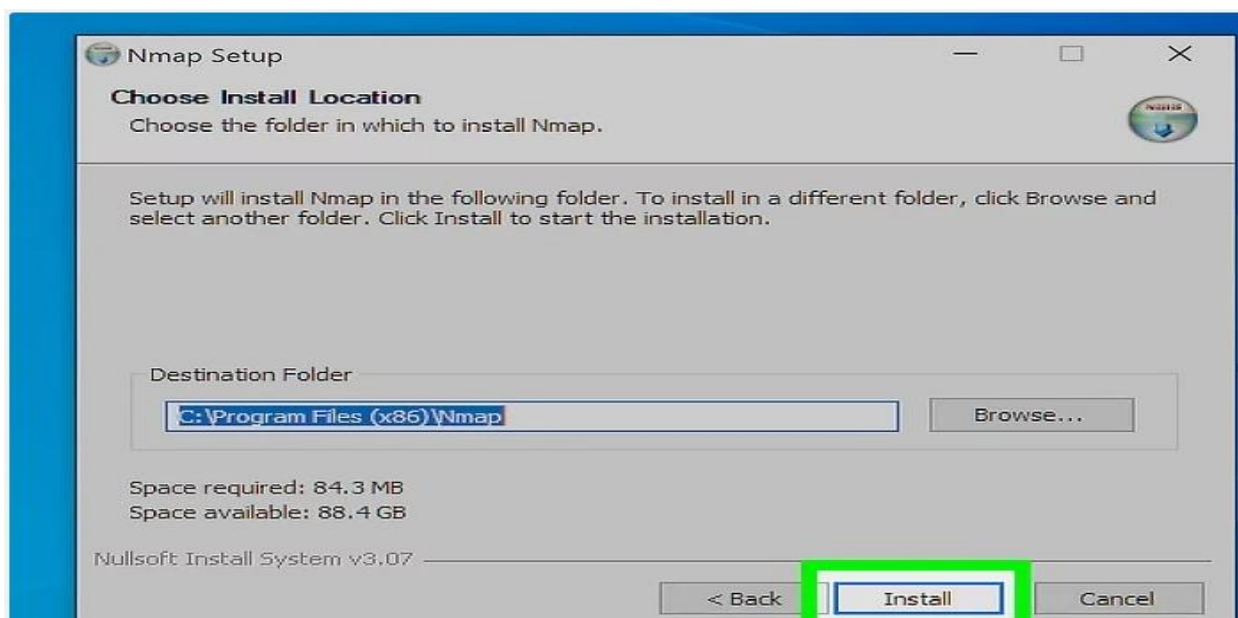 Nmap Setup
Choose Install Location
Choose the folder in which to install Nmap.
Setup will install Nmap in the following folder. To install in a different folder, click Browse and
select another folder. Click Install to start the installation.
Destination Folder
C:\Program Files (x86)\Nmap
Browse...
Space required: 84.3 MB
Space available: 88.4 GB
Nullsoft Install System v3.07
< Back
Install
Cancel